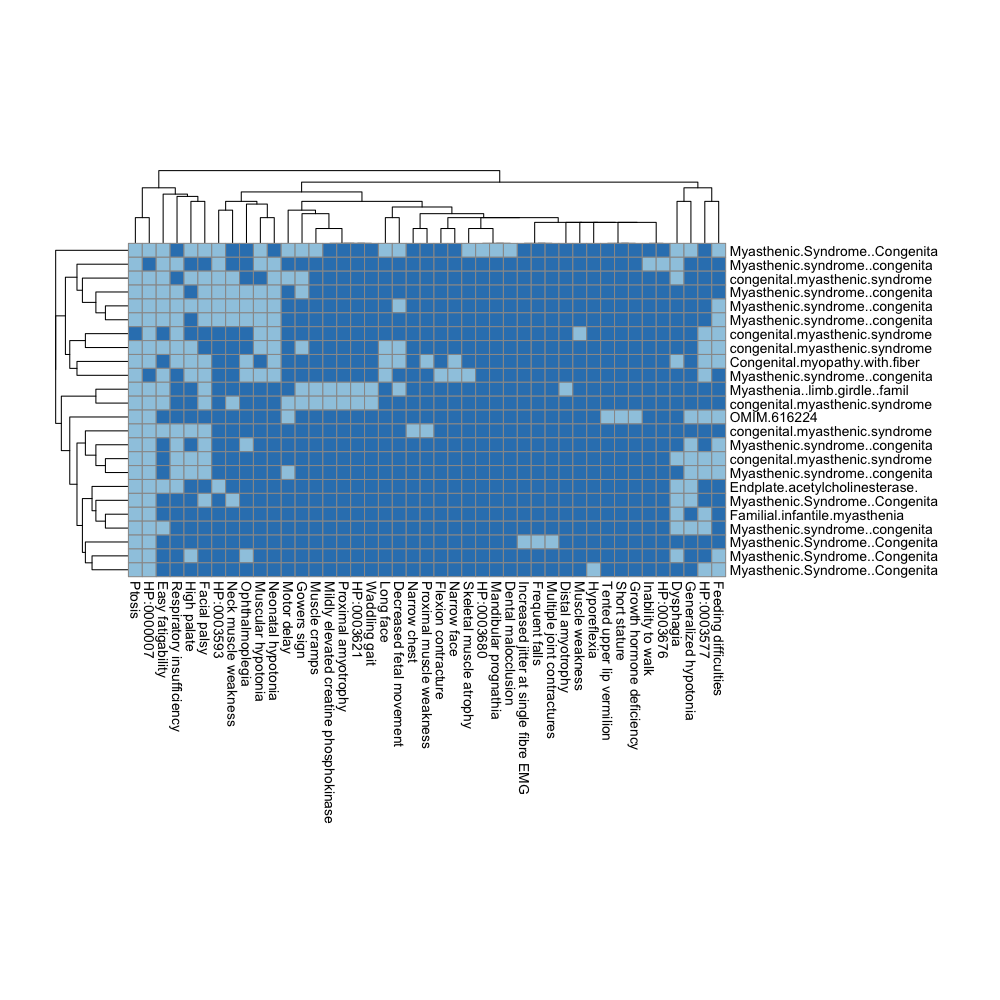 Myasthenic.Syndrome..Congenita
Myasthenic.syndrome..congenita
congenital.myasthenic.syndrome
Myasthenic.syndrome..congenita
Myasthenic.syndrome..congenita
Myasthenic.syndrome..congenita
congenital.myasthenic.syndrome
congenital.myasthenic.syndrome
Congenital.myopathy.with.fiber
Myasthenic.syndrome..congenita
Myasthenia..limb.girdle..famil
congenital.myasthenic.syndrome
OMIM.616224
congenital.myasthenic.syndrome
Myasthenic.syndrome..congenita
congenital.myasthenic.syndrome
Myasthenic.syndrome..congenita
Endplate.acetylcholinesterase.
Myasthenic.Syndrome..Congenita
Familial.infantile.myasthenia
Myasthenic.syndrome..congenita
Myasthenic.Syndrome..Congenita
Myasthenic.Syndrome..Congenita
Myasthenic.Syndrome..Congenita
Ptosis
HP:0000007
Easy fatigability
Respiratory insufficiency
High palate
Facial palsy
HP:0003593
Neck muscle weakness
Ophthalmoplegia
Muscular hypotonia
Neonatal hypotonia
Motor delay
Gowers sign
Muscle cramps
Mildly elevated creatine phosphokinase
Proximal amyotrophy
HP:0003621
Waddling gait
Long face
Decreased fetal movement
Narrow chest
Proximal muscle weakness
Flexion contracture
Narrow face
Skeletal muscle atrophy
HP:0003680
Mandibular prognathia
Dental malocclusion
Increased jitter at single fibre EMG
Frequent falls
Multiple joint contractures
Distal amyotrophy
Muscle weakness
Hyporeflexia
Tented upper lip vermilion
Short stature
Growth hormone deficiency
Inability to walk
HP:0003676
Dysphagia
Generalized hypotonia
HP:0003577
Feeding difficulties